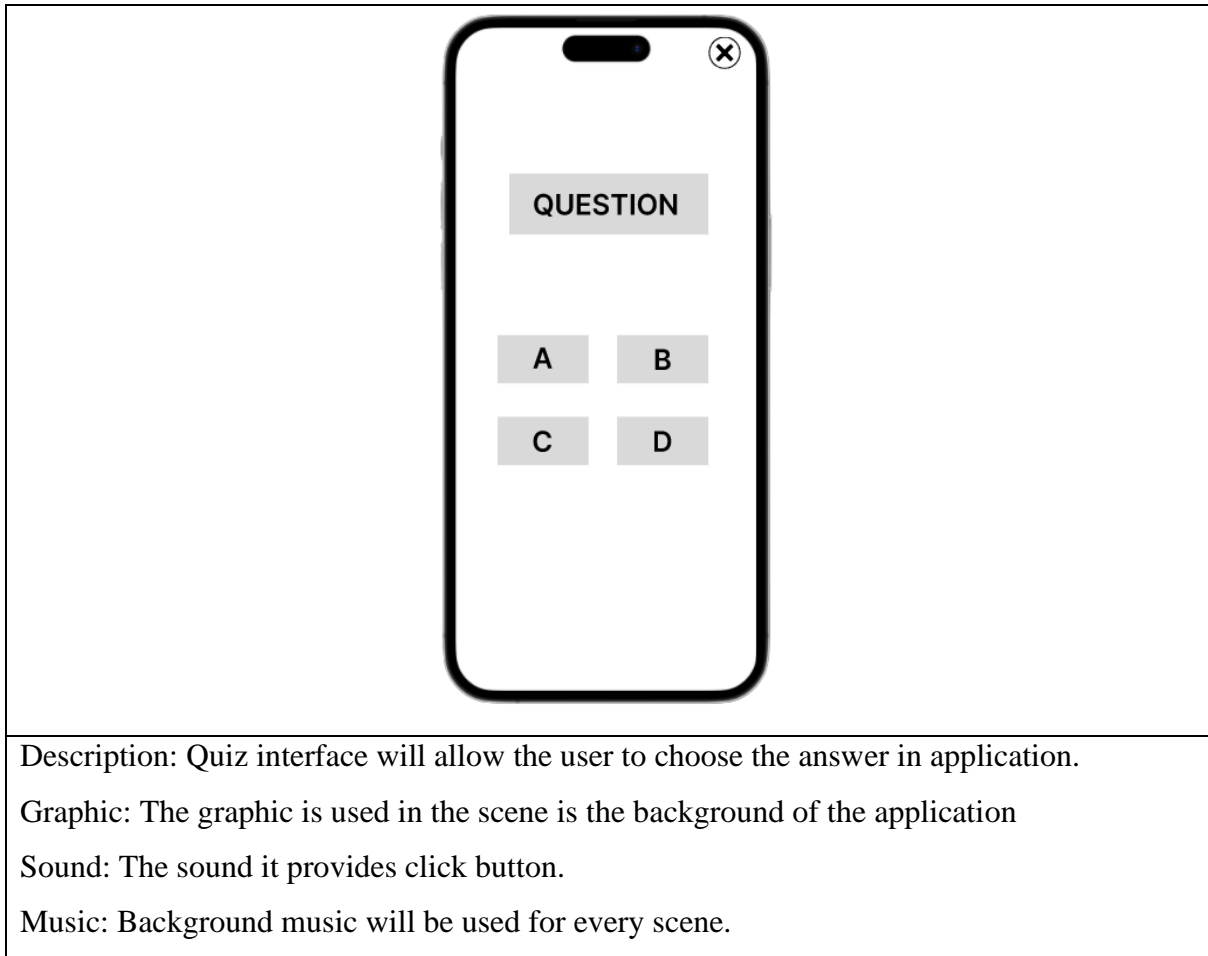 QUESTION
A B
C D
Description: Quiz interface will allow the user to choose the answer in application.
Graphic: The graphic is used in the scene is the background of the application
Sound: The sound it provides click button.
Music: Background music will be used for every scene.